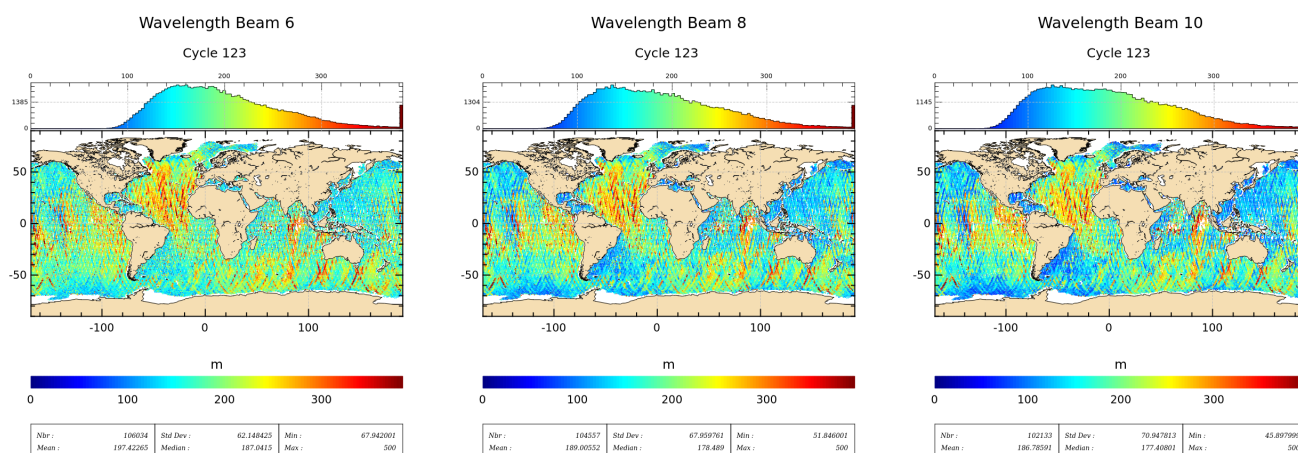 Wavelength Beam 6
Cycle 123
0 100 200 300
1385
0
50
0
-50
-100 0 100
m
0 100 200 300
Nbr : 106034 Std Dev : 62.148425 Min : 67.942001
Mean : 197.42265 Median : 187.0415 Max : 500
Wavelength Beam 8
Cycle 123
0 100 200 300
1304
0
50
0
-50
-100 0 100
m
0 100 200 300
Nbr : 104557 Std Dev : 67.959761 Min : 51.846001
Mean : 189.00552 Median : 178.489 Max : 500
Wavelength Beam 10
Cycle 123
0 100 200 300
1145
0
50
0
-50
-100 0 100
m
0 100 200 300
Nbr : 102133 Std Dev : 70.947813 Min : 45.897999
Mean : 186.78591 Median : 177.40801 Max : 500